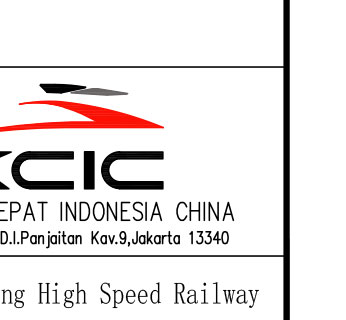 KCIC
EPAT INDONESIA CHINA
D.I.Panjaitan Kav.9,Jakarta 13340
ng High Speed Railway